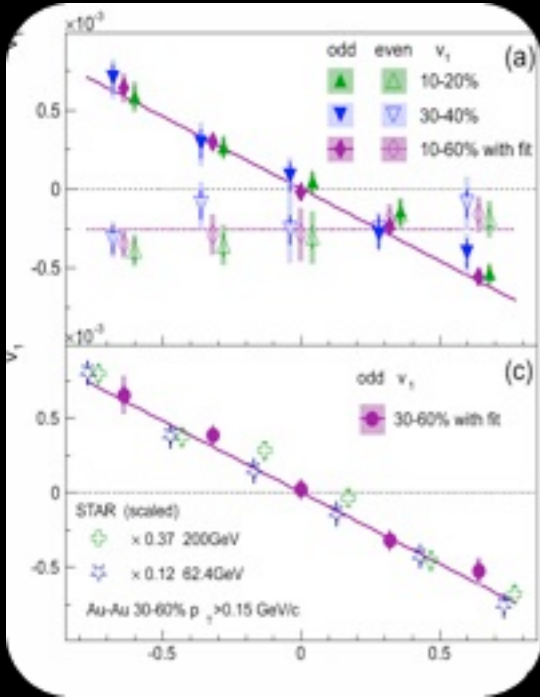 ×10⁻³
odd even v₁ (a)
10-20%
30-40%
10-60% with fit
0.5
0
-0.5
×10⁻³
v₁
(c)
odd v₁
30-60% with fit
0.5
0
-0.5
STAR (scaled)
× 0.37 200GeV
× 0.12 62.4GeV
Au-Au 30-60% p_T>0.15 GeV/c
-0.5 0 0.5